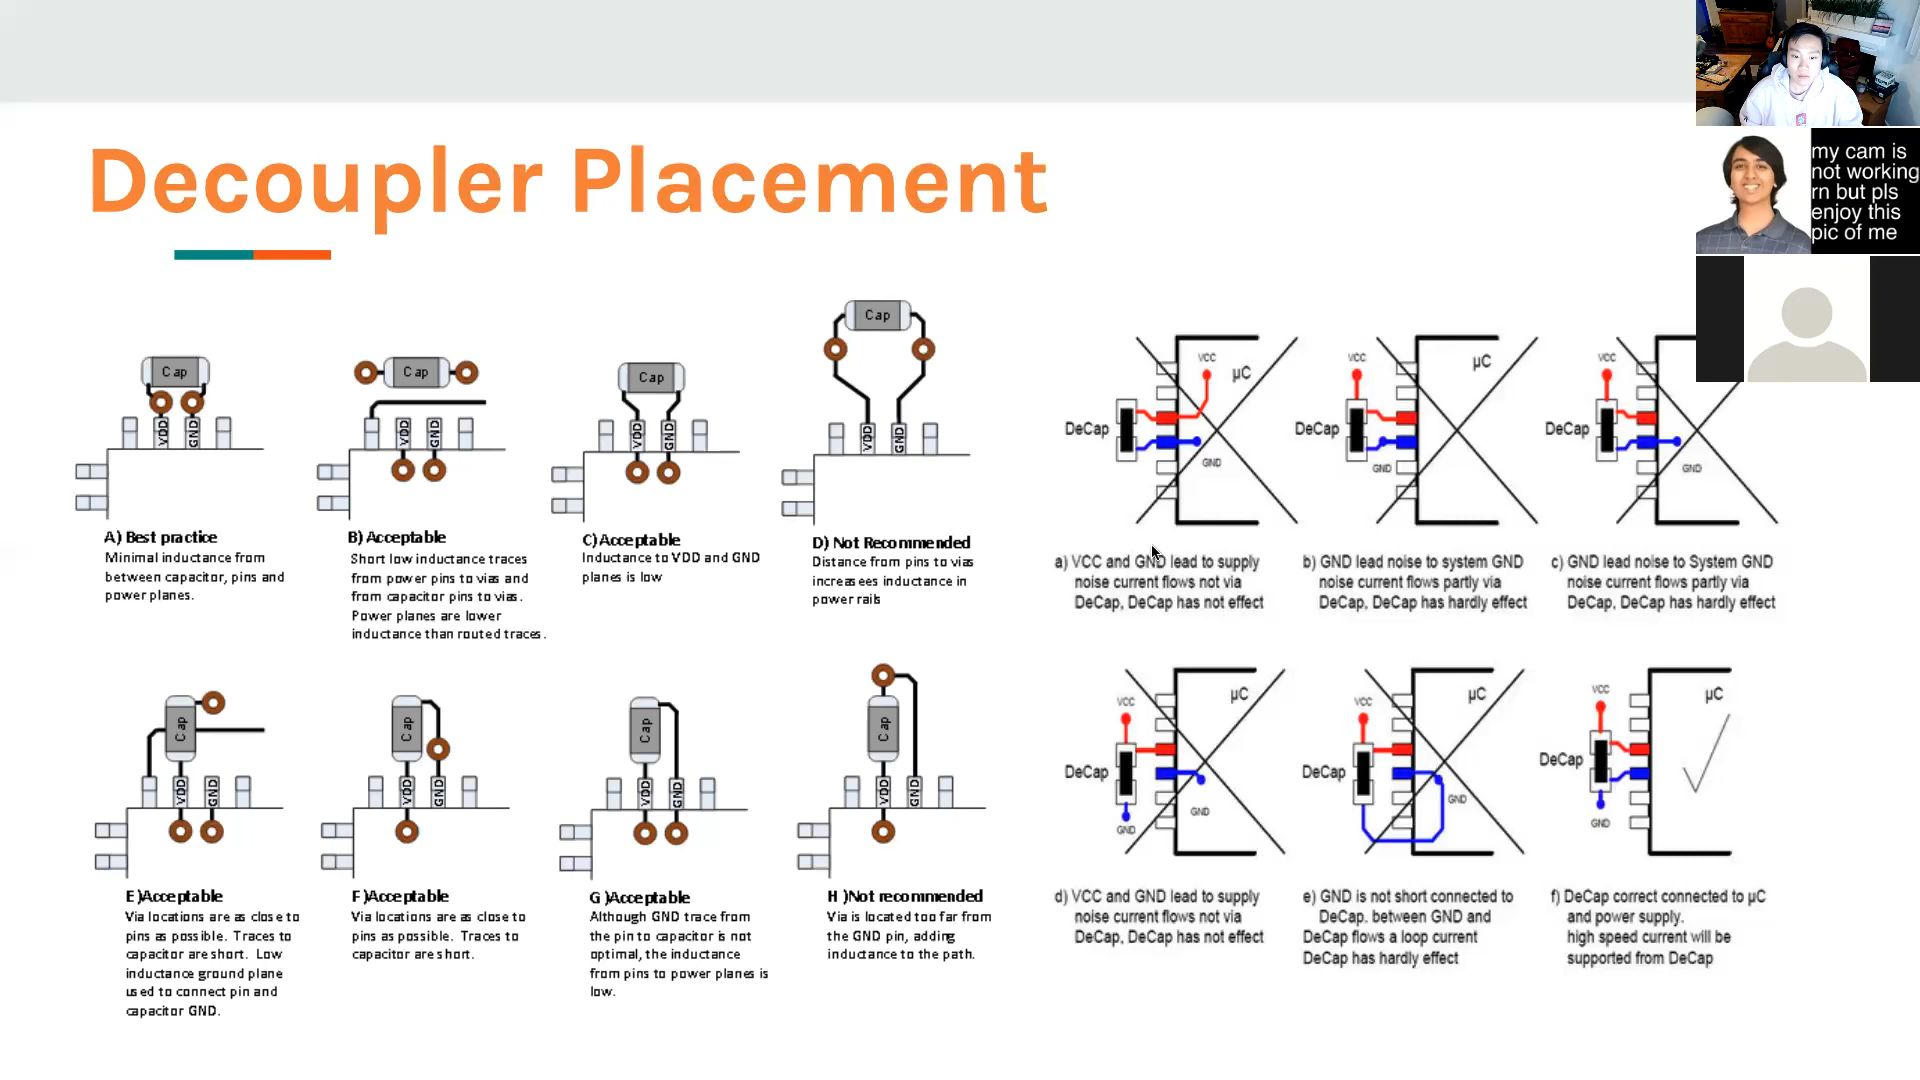 Decoupler Placement
my cam is
not working
rn but pls
enjoy this
pic of me
Cap
VDD
GND
A) Best practice
Minimal inductance from
between capacitor, pins and
power planes.
Cap
VDD
GND
B) Acceptable
Short low inductance traces
from power pins to vias and
from capacitor pins to vias.
Power planes are lower
inductance than routed traces.
Cap
VDD
GND
C) Acceptable
Inductance to VDD and GND
planes is low
Cap
VDD
GND
D) Not Recommended
Distance from pins to vias
increasees inductance in
power rails
VCC
µC
DeCap
GND
a) VCC and GND lead to supply
noise current flows not via
DeCap, DeCap has not effect
VCC
µC
DeCap
GND
b) GND lead noise to system GND
noise current flows partly via
DeCap, DeCap has hardly effect
VCC
DeCap
GND
c) GND lead noise to System GND
noise current flows partly via
DeCap, DeCap has hardly effect
Cap
VDD
GND
E )Acceptable
Via locations are as close to
pins as possible. Traces to
capacitor are short. Low
inductance ground plane
used to connect pin and
capacitor GND.
Cap
VDD
GND
F )Acceptable
Via locations are as close to
pins as possible. Traces to
capacitor are short.
Cap
VDD
GND
G )Acceptable
Although GND trace from
the pin to capacitor is not
optimal, the inductance
from pins to power planes is
low.
Cap
VDD
GND
H )Not recommended
Via is located too far from
the GND pin, adding
inductance to the path.
VCC
µC
DeCap
GND
GND
d) VCC and GND lead to supply
noise current flows not via
DeCap, DeCap has not effect
VCC
µC
DeCap
GND
e) GND is not short connected to
DeCap. between GND and
DeCap flows a loop current
DeCap has hardly effect
VCC
µC
DeCap
GND
f) DeCap correct connected to µC
and power supply.
high speed current will be
supported from DeCap